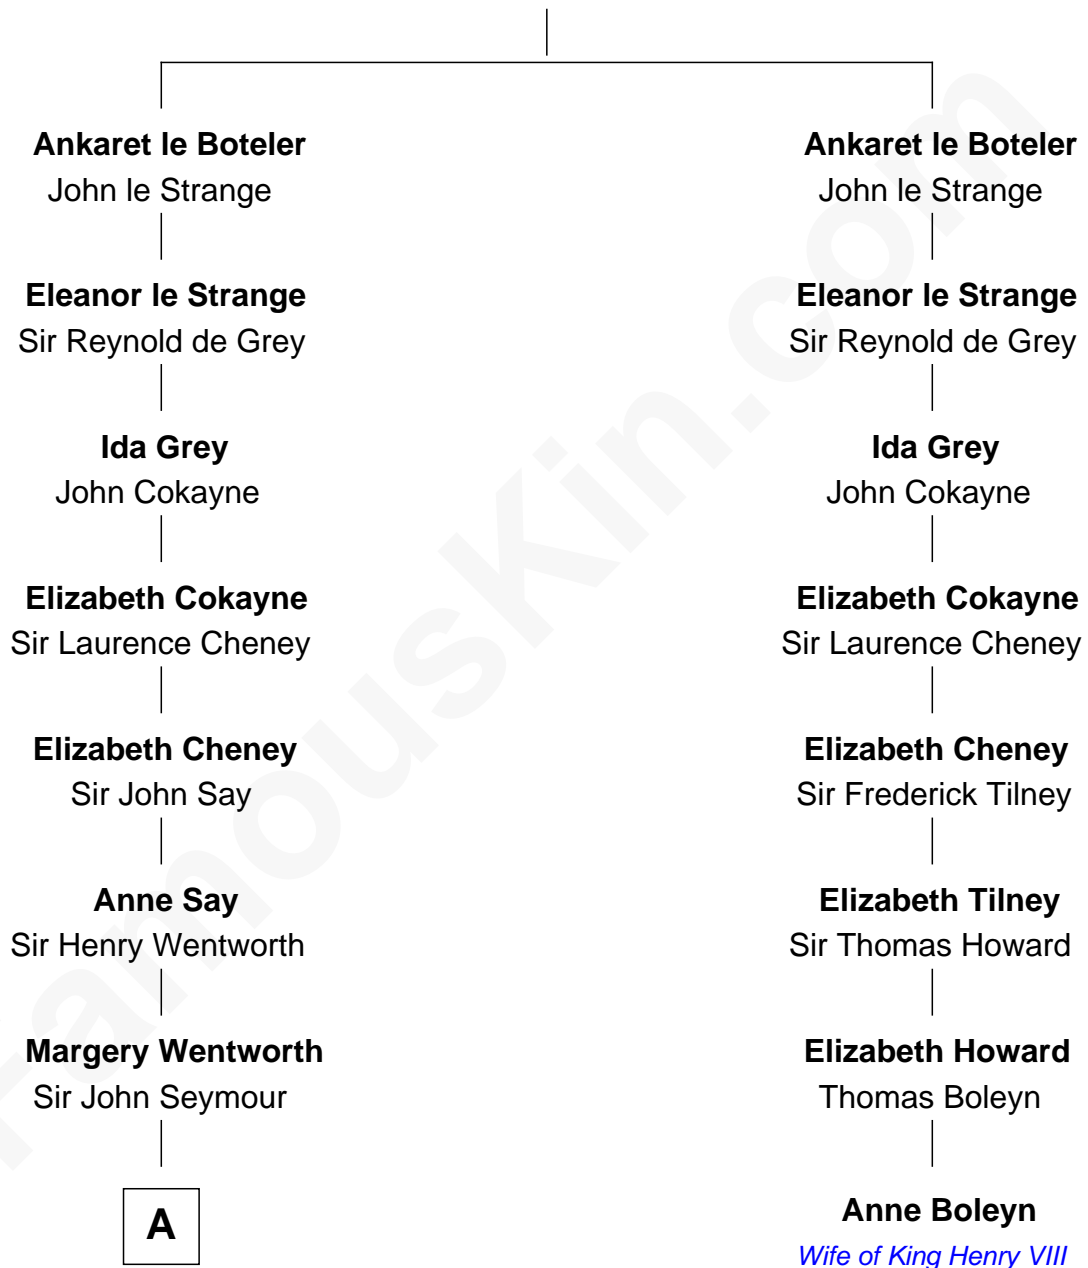 Ankaret le Boteler
John le Strange
Eleanor le Strange
Sir Reynold de Grey
Ida Grey
John Cokayne
Elizabeth Cokayne
Sir Laurence Cheney
Elizabeth Cheney
Sir John Say
Anne Say
Sir Henry Wentworth
Margery Wentworth
Sir John Seymour
A
Ankaret le Boteler
John le Strange
Eleanor le Strange
Sir Reynold de Grey
Ida Grey
John Cokayne
Elizabeth Cokayne
Sir Laurence Cheney
Elizabeth Cheney
Sir Frederick Tilney
Elizabeth Tilney
Sir Thomas Howard
Elizabeth Howard
Thomas Boleyn
Anne Boleyn
Wife of King Henry VIII
FamousKin.com